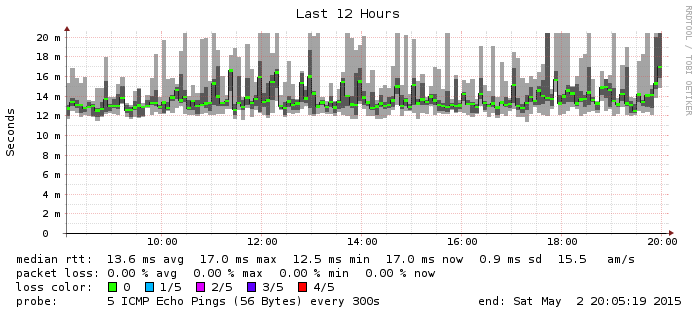 Last 12 Hours
RRDTOOL / TOBI OETIKER
Seconds
20 m
18 m
16 m
14 m
12 m
10 m
8 m
6 m
4 m
2 m
0
10:00 12:00 14:00 16:00 18:00 20:00
median rtt: 13.6 ms avg 17.0 ms max 12.5 ms min 17.0 ms now 0.9 ms sd 15.5 am/s
packet loss: 0.00 % avg 0.00 % max 0.00 % min 0.00 % now
loss color: 0 1/5 2/5 3/5 4/5
probe: 5 ICMP Echo Pings (56 Bytes) every 300s end: Sat May 2 20:05:19 2015